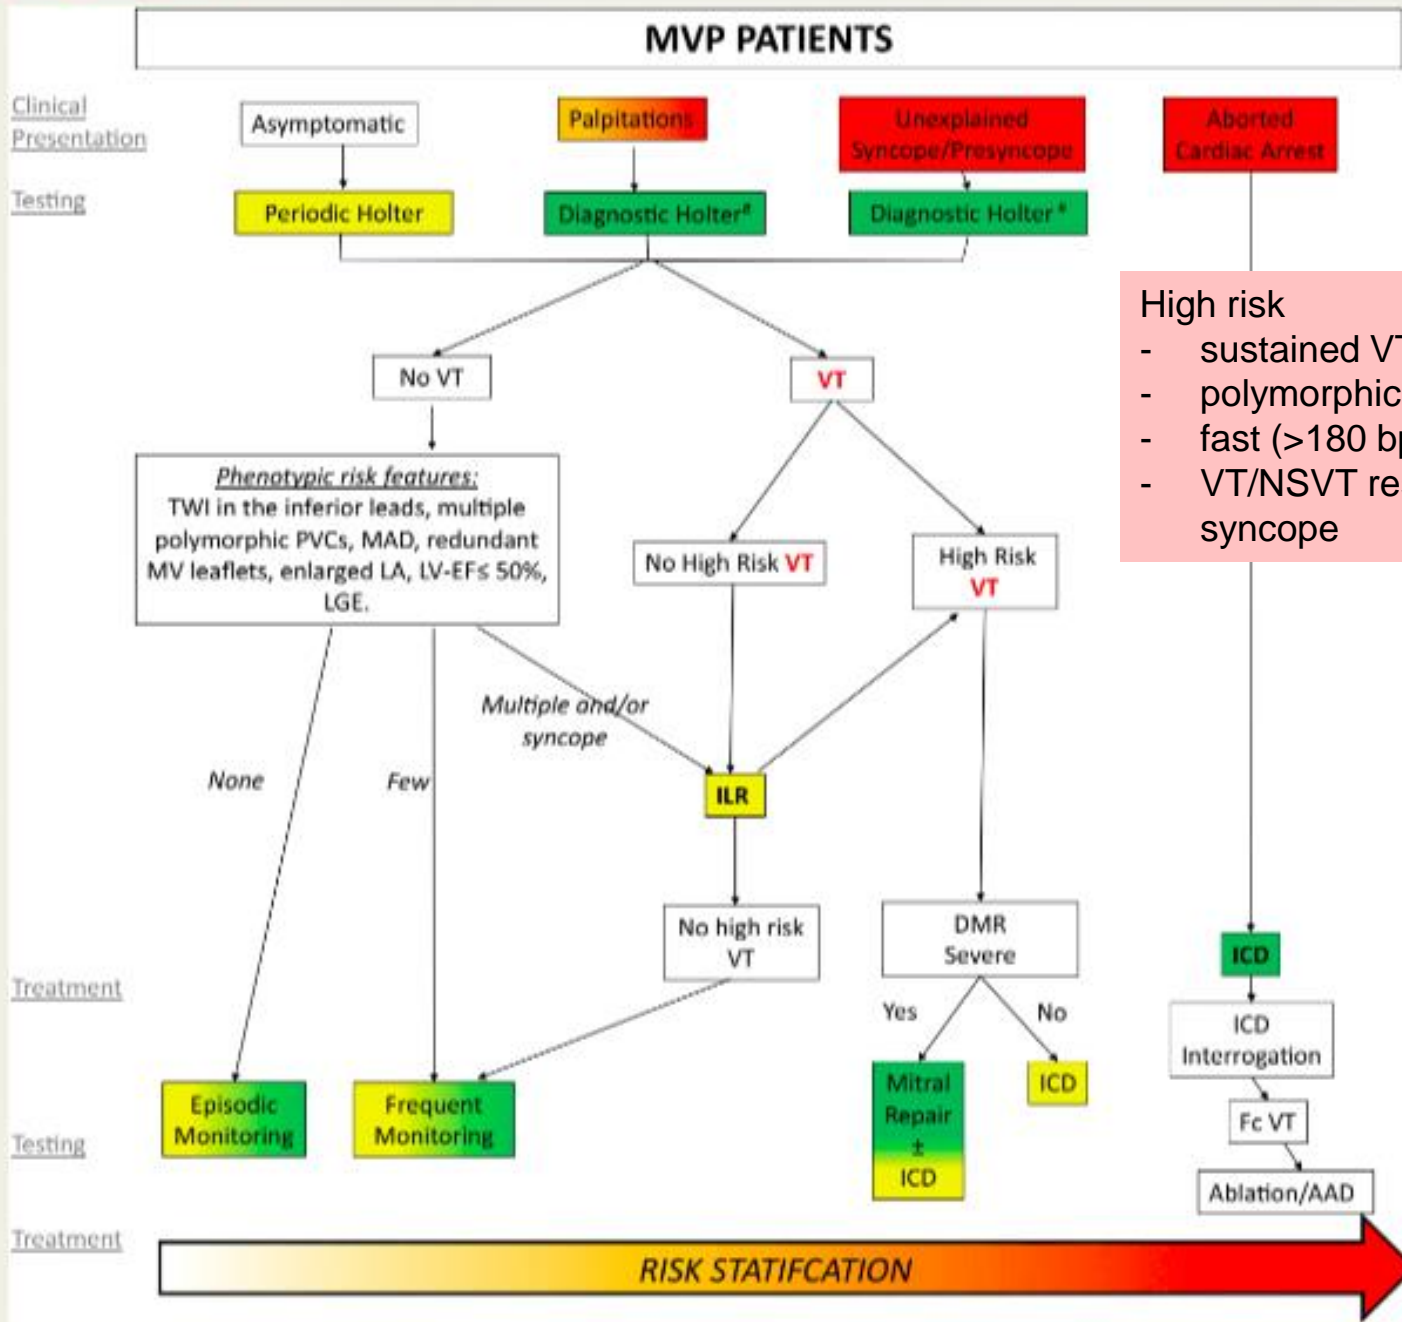 MVP PATIENTS
Clinical
Presentation
Asymptomatic
Palpitations
Unexplained
Syncope/Presyncope
Aborted
Cardiac Arrest
Testing
Periodic Holter
Diagnostic Holter#
Diagnostic Holter
High risk
- sustained VT
- polymorphic
- fast (>180
- VT/NSVT
syncope
No VT
VT
Phenotypic risk features:
TWI in the inferior leads, multiple
polymorphic PVCs, MAD, redundant
MV leaflets, enlarged LA, LV-EF≤ 50%,
LGE.
No High Risk VT
High Risk
VT
Multiple and/or
syncope
None
Few
ILR
No high risk
VT
DMR
Severe
ICD
Treatment
Yes
No
ICD
Interrogation
Episodic
Monitoring
Frequent
Monitoring
Mitral
Repair
±
ICD
ICD
Fc VT
Testing
Ablation/AAD
Treatment
RISK STATIFCATION